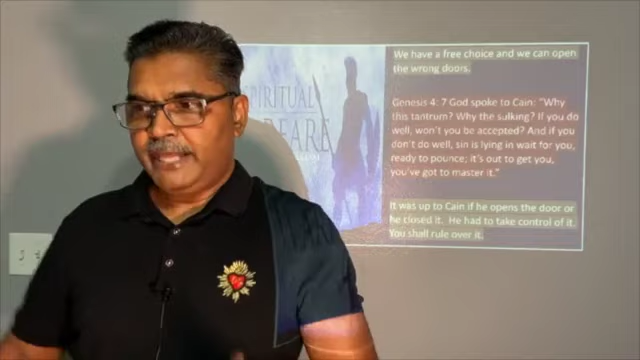 SPIRITUAL
We have a free choice and we can open
the wrong doors.
Genesis 4: 7 God spoke to Cain: "Why
this tantrum? Why the sulking? If you do
well, won't you be accepted? And if you
don't do well, sin is lying in wait for you,
ready to pounce; it's out to get you,
you've got to master it."
It was up to Cain if he opens the door or
he closed it. He had to take control of it.
You shall rule over it.